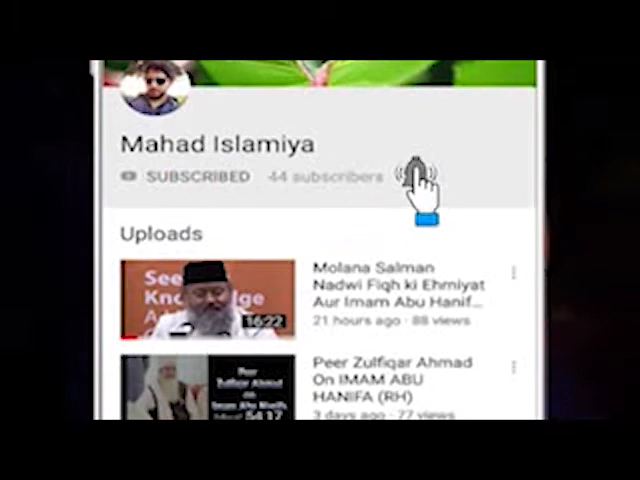 Mahad Islamiya
SUBSCRIBED 44 subscribers
Uploads
See
Knowledge
16:22
Molana Salman
Nadwi Fiqh ki Ehmiyat
Aur Imam Abu Hanif...
21 hours ago · 88 views
Peer
Zulfiqar Ahmad
on
Imam Abu Hanifa
54:17
Peer Zulfiqar Ahmad
On IMAM ABU
HANIFA (RH)
3 days ago · 77 views